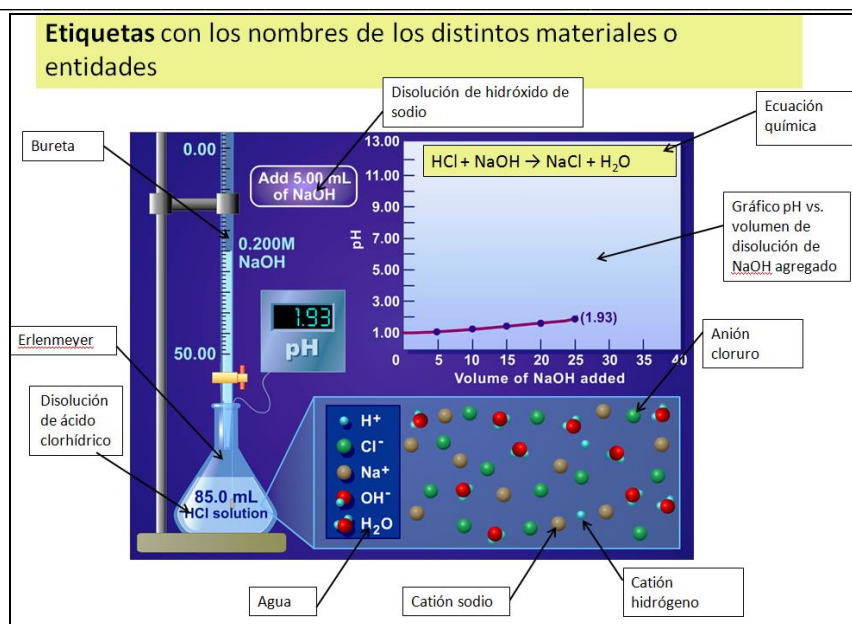 Etiquetas con los nombres de los distintos materiales o
entidades
Disolución de hidróxido de
sodio
Ecuación
química
Bureta
0.00
Add 5.00 mL
of NaOH
0.200M
NaOH
50.00
1.93
pH
13.00
11.00
9.00
7.00
5.00
3.00
1.00
pH
HCl + NaOH → NaCl + H₂O
(1.93)
0 5 10 15 20 25 30 35 40
Volume of NaOH added
Gráfico pH vs.
volumen de
disolución de
NaOH agregado
Erlenmeyer
Anión
cloruro
Disolución
de ácido
clorhídrico
85.0 mL
HCl solution
H⁺
Cl⁻
Na⁺
OH⁻
H₂O
Agua
Catión sodio
Catión
hidrógeno